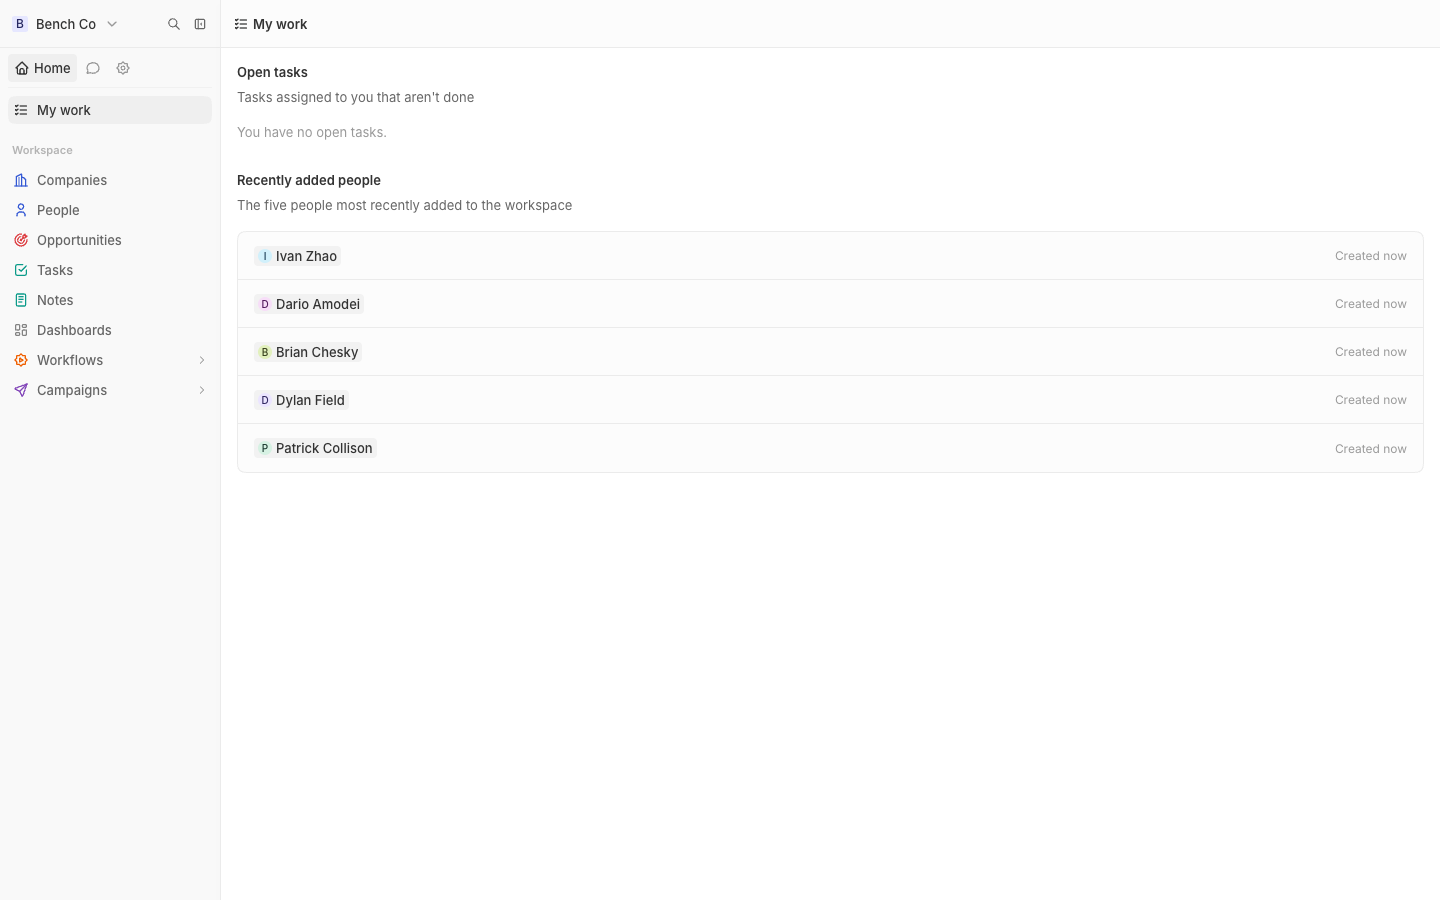 B Bench Co
My work
Home
My work
Workspace
Companies
People
Opportunities
Tasks
Notes
Dashboards
Workflows
Campaigns
Open tasks
Tasks assigned to you that aren't done
You have no open tasks.
Recently added people
The five people most recently added to the workspace
I Ivan Zhao Created now
D Dario Amodei Created now
B Brian Chesky Created now
D Dylan Field Created now
P Patrick Collison Created now